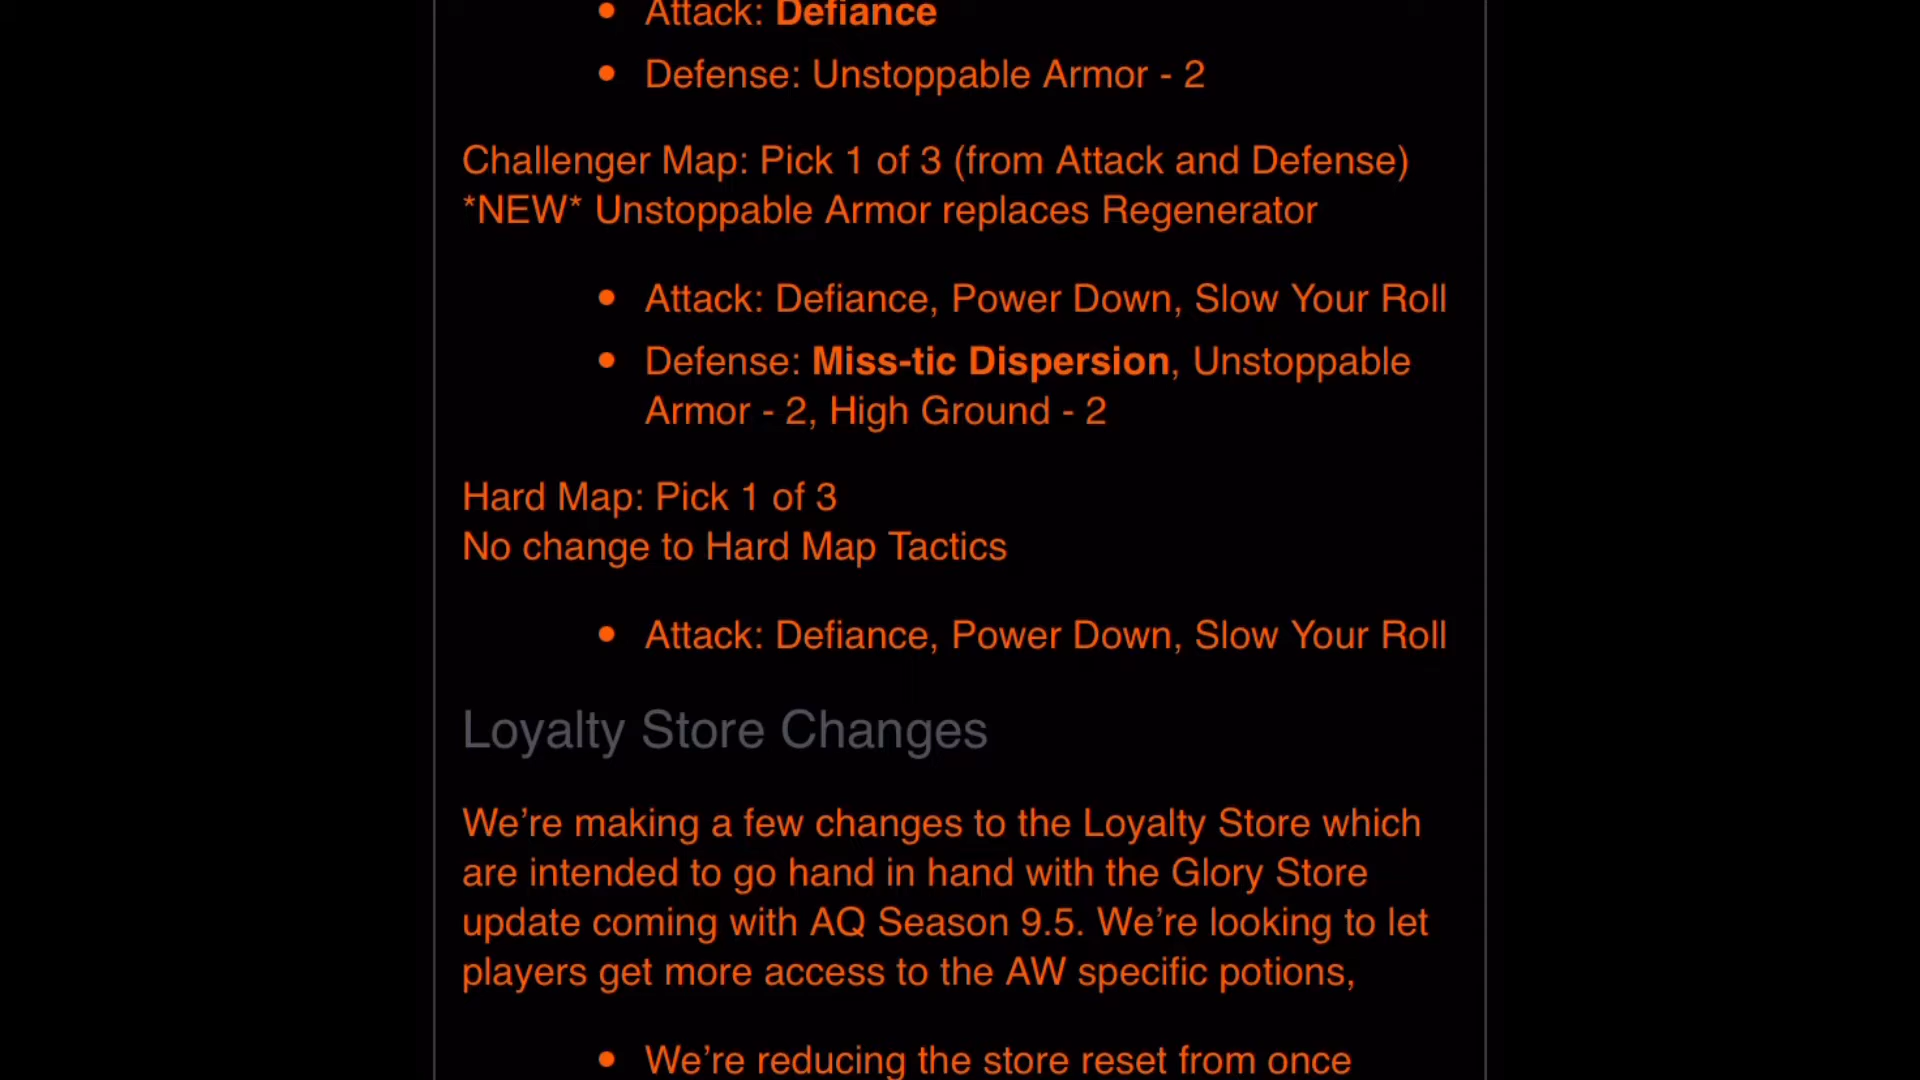 Attack: Defiance
Defense: Unstoppable Armor - 2
Challenger Map: Pick 1 of 3 (from Attack and Defense)
*NEW* Unstoppable Armor replaces Regenerator
Attack: Defiance, Power Down, Slow Your Roll
Defense: Miss-tic Dispersion, Unstoppable
Armor - 2, High Ground - 2
Hard Map: Pick 1 of 3
No change to Hard Map Tactics
Attack: Defiance, Power Down, Slow Your Roll
Loyalty Store Changes
We’re making a few changes to the Loyalty Store which
are intended to go hand in hand with the Glory Store
update coming with AQ Season 9.5. We’re looking to let
players get more access to the AW specific potions,
We’re reducing the store reset from once